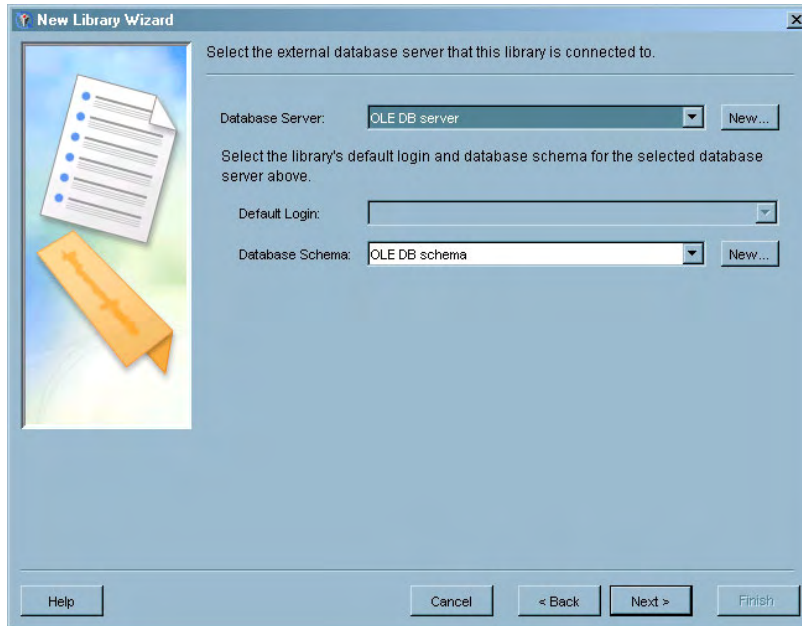 New Library Wizard
Select the external database server that this library is connected to.
Database Server: OLE DB server New...
Select the library's default login and database schema for the selected database
server above.
Default Login:
Database Schema: OLE DB schema New...
Help Cancel < Back Next > Finish